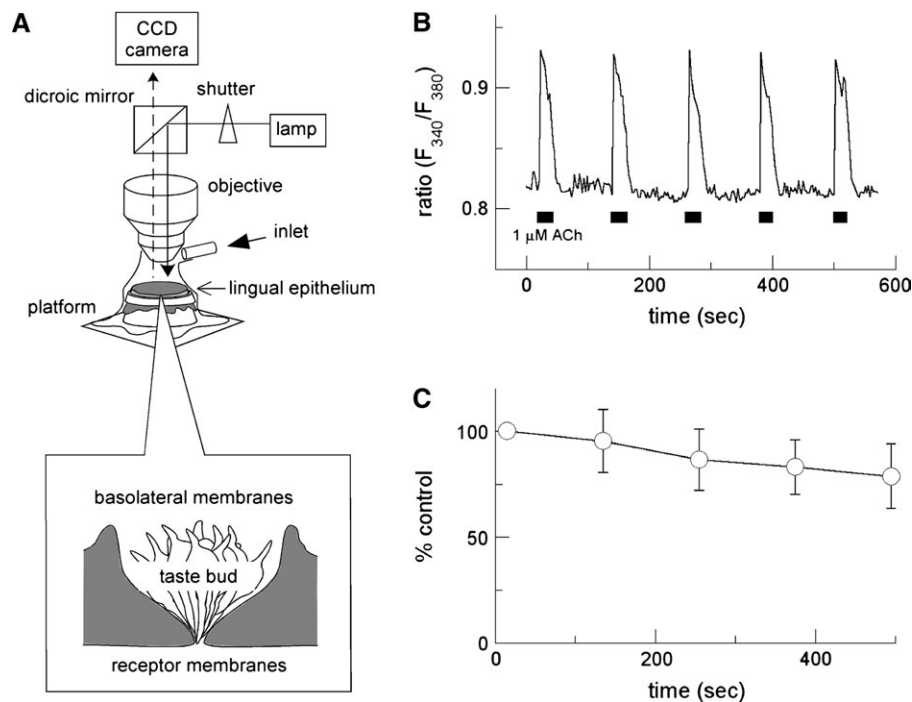 A
CCD
camera
dicroic mirror
shutter
lamp
objective
inlet
lingual epithelium
platform
basolateral membranes
taste bud
receptor membranes
B
ratio (F340/F380)
0.9
0.8
1 μM ACh
0
200
400
600
time (sec)
C
% control
100
50
0
0
200
400
time (sec)